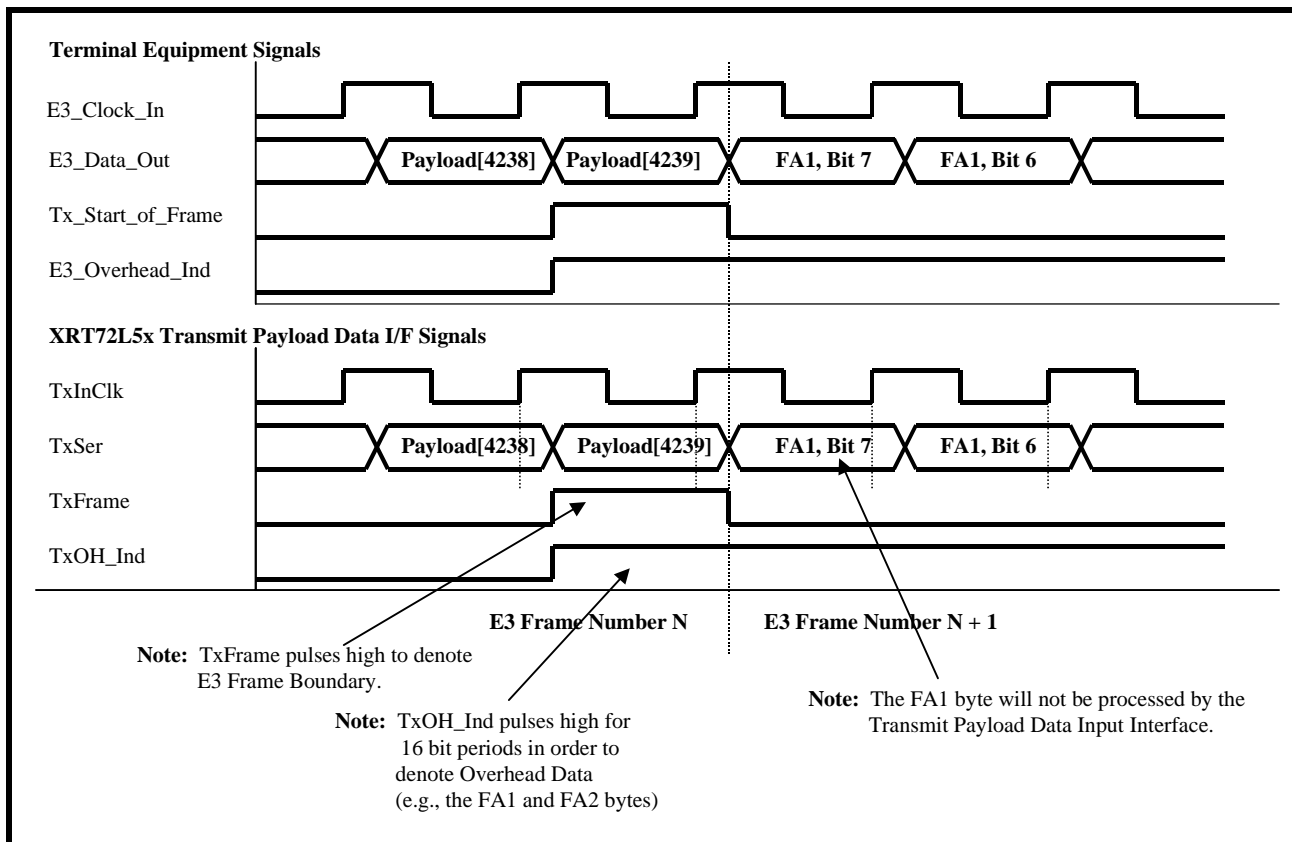 Terminal Equipment Signals
E3_Clock_In
E3_Data_Out
Payload[4238] Payload[4239] FA1, Bit 7 FA1, Bit 6
Tx_Start_of_Frame
E3_Overhead_Ind
XRT72L5x Transmit Payload Data I/F Signals
TxInClk
TxSer
Payload[4238] Payload[4239] FA1, Bit 7 FA1, Bit 6
TxFrame
TxOH_Ind
E3 Frame Number N E3 Frame Number N + 1
Note: TxFrame pulses high to denote
E3 Frame Boundary.
Note: TxOH_Ind pulses high for
16 bit periods in order to
denote Overhead Data
(e.g., the FA1 and FA2 bytes)
Note: The FA1 byte will not be processed by the
Transmit Payload Data Input Interface.